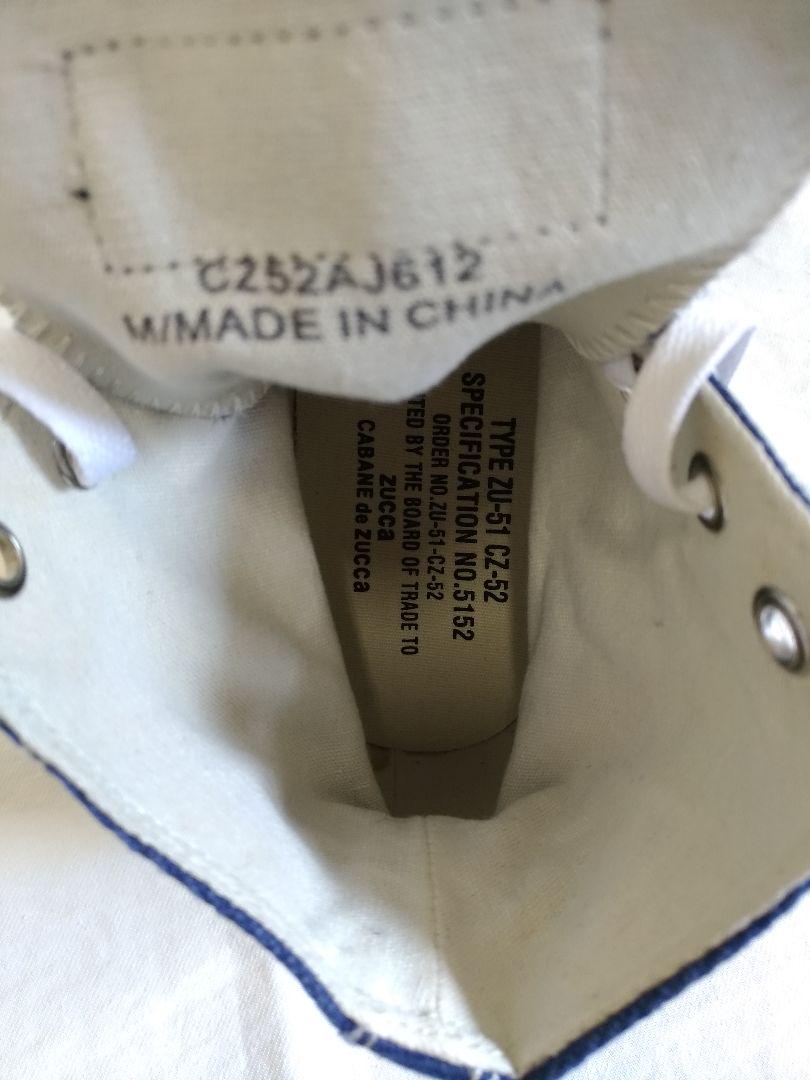 CZ52AJ612
M/MADE IN CHINA
TYPE ZU-51 CZ-52
SPECIFICATION NO.5152
ORDER NO.ZU-51-CZ-52
TED BY THE BOARD OF TRADE TO
zucca
CABANE de zucca